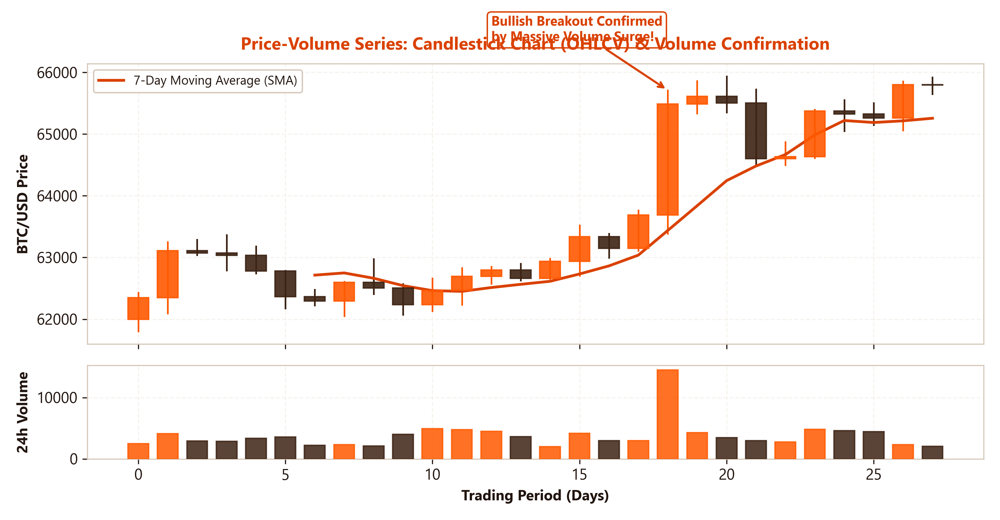 Bullish Breakout Confirmed
by Massive Volume Surge!
Price-Volume Series: Candlestick Chart (OHLCV) & Volume Confirmation
7-Day Moving Average (SMA)
BTC/USD Price
66000
65000
64000
63000
62000
24h Volume
10000
0
0 5 10 15 20 25
Trading Period (Days)